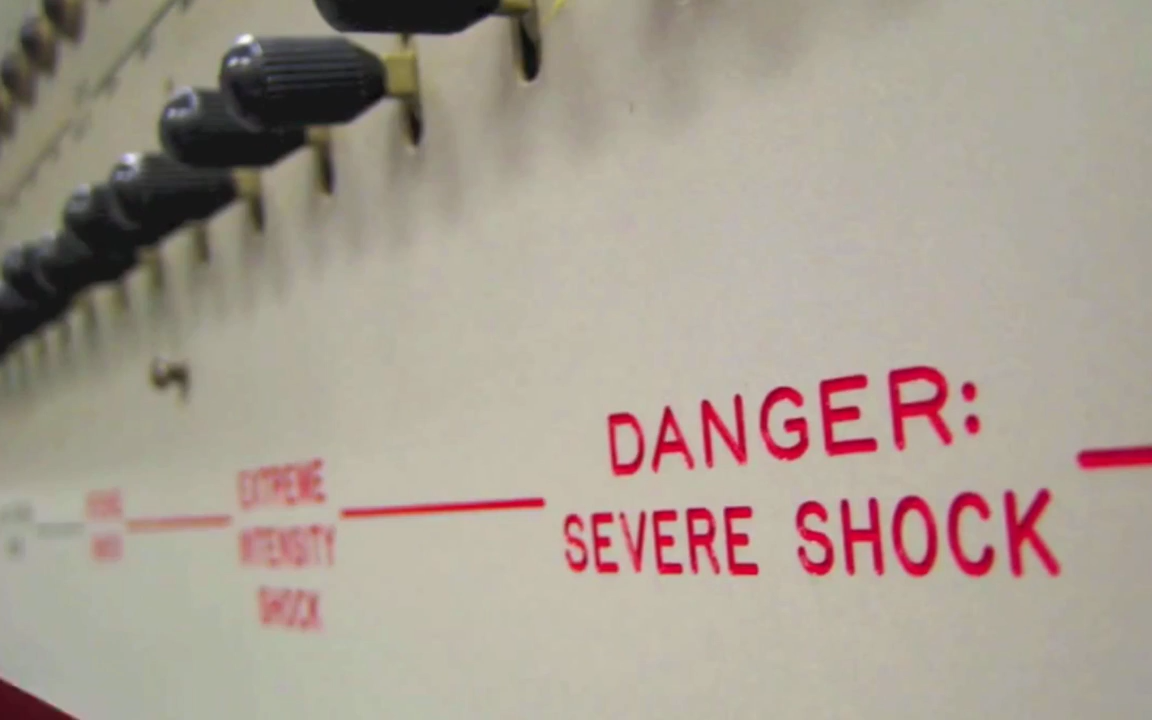 EXTREME
INTENSITY
SHOCK
DANGER:
SEVERE SHOCK